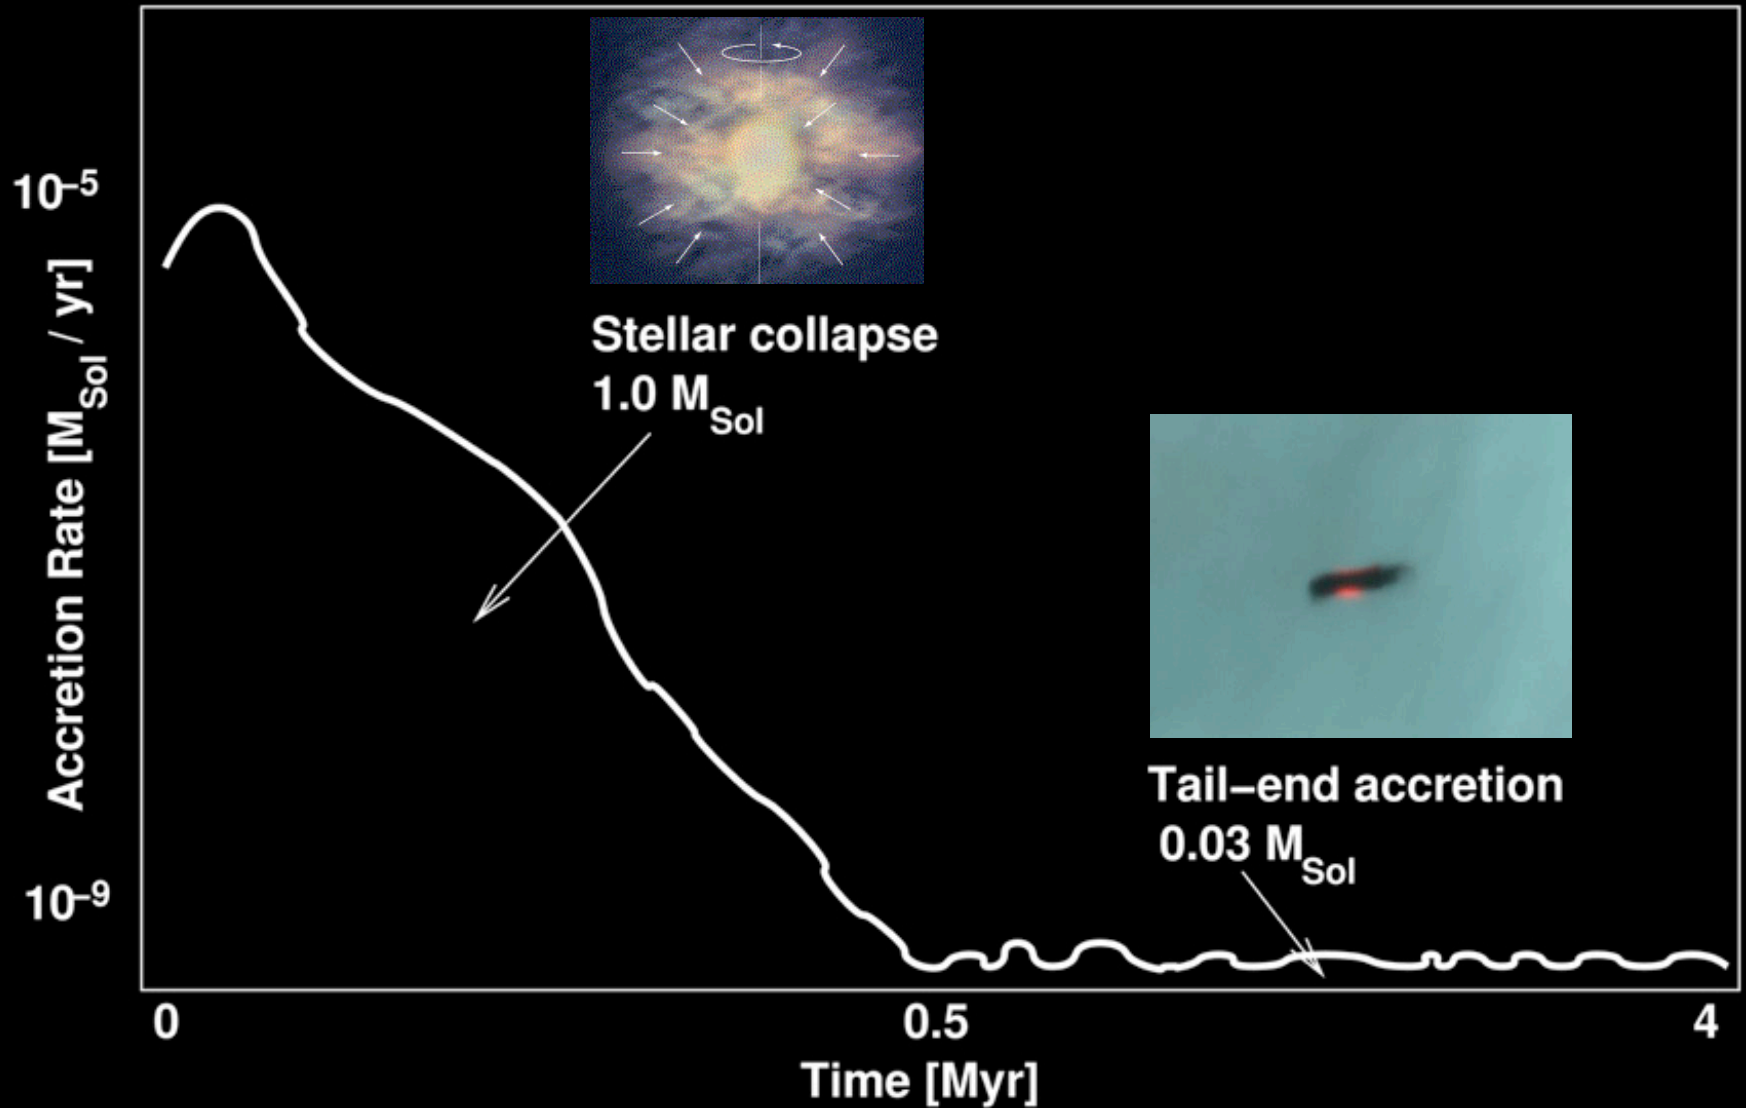 10⁻⁵
Accretion Rate [M_Sol / yr]
10⁻⁹
Stellar collapse
1.0 M_Sol
Tail–end accretion
0.03 M_Sol
0 0.5 4
Time [Myr]